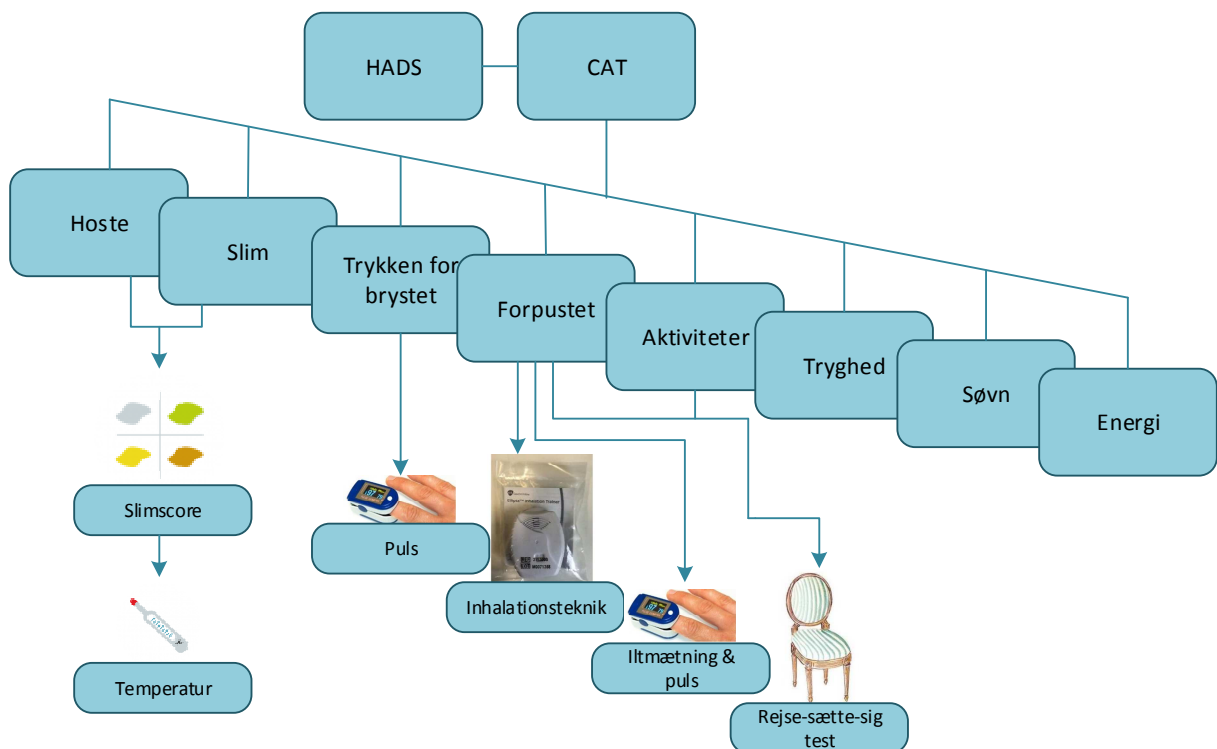 HADS
CAT
Hoste
Slim
Trykken for
brystet
Forpustet
Aktiviteter
Tryghed
Søvn
Energi
Slimscore
Puls
Inhalationsteknik
Iltmætning &
puls
Temperatur
Rejse-sætte-sig
test